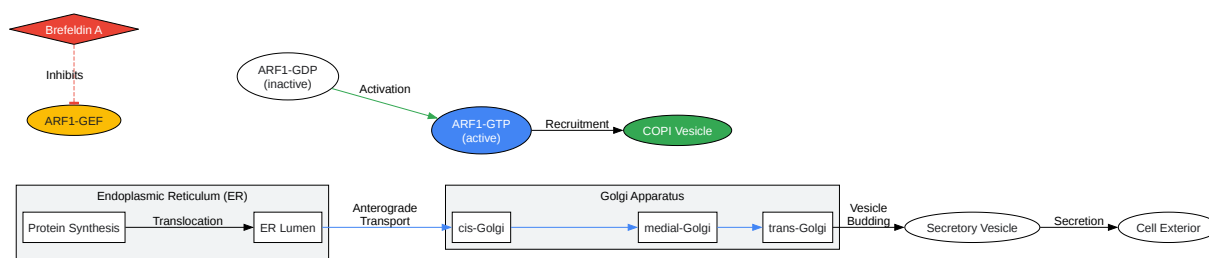 Brefeldin A
Inhibits
ARF1-GEF
ARF1-GDP
(inactive)
Activation
ARF1-GTP
(active)
Recruitment
COPI Vesicle
Endoplasmic Reticulum (ER)
Protein Synthesis
Translocation
ER Lumen
Anterograde
Transport
Golgi Apparatus
cis-Golgi
medial-Golgi
trans-Golgi
Vesicle
Budding
Secretory Vesicle
Secretion
Cell Exterior